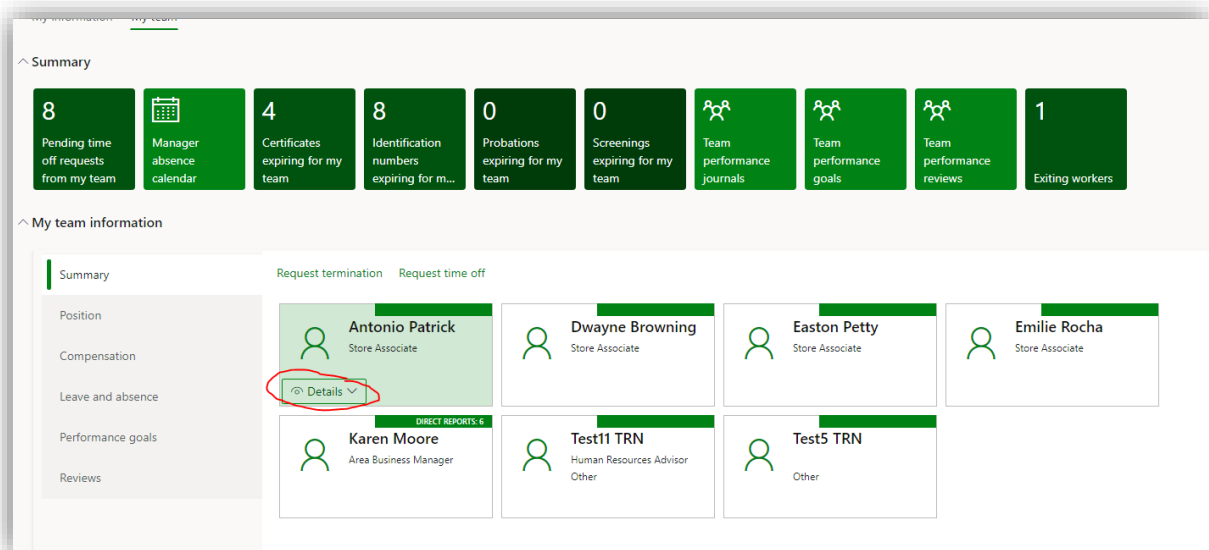 My information My team
Summary
8
Pending time
off requests
from my team
Manager
absence
calendar
4
Certificates
expiring for my
team
8
Identification
numbers
expiring for m...
0
Probations
expiring for my
team
0
Screenings
expiring for my
team
Team
performance
journals
Team
performance
goals
Team
performance
reviews
1
Exiting workers
My team information
Summary
Position
Compensation
Leave and absence
Performance goals
Reviews
Request termination Request time off
Antonio Patrick
Store Associate
Details
Dwayne Browning
Store Associate
Easton Petty
Store Associate
Emilie Rocha
Store Associate
DIRECT REPORTS: 6
Karen Moore
Area Business Manager
Test11 TRN
Human Resources Advisor
Other
Test5 TRN
Other